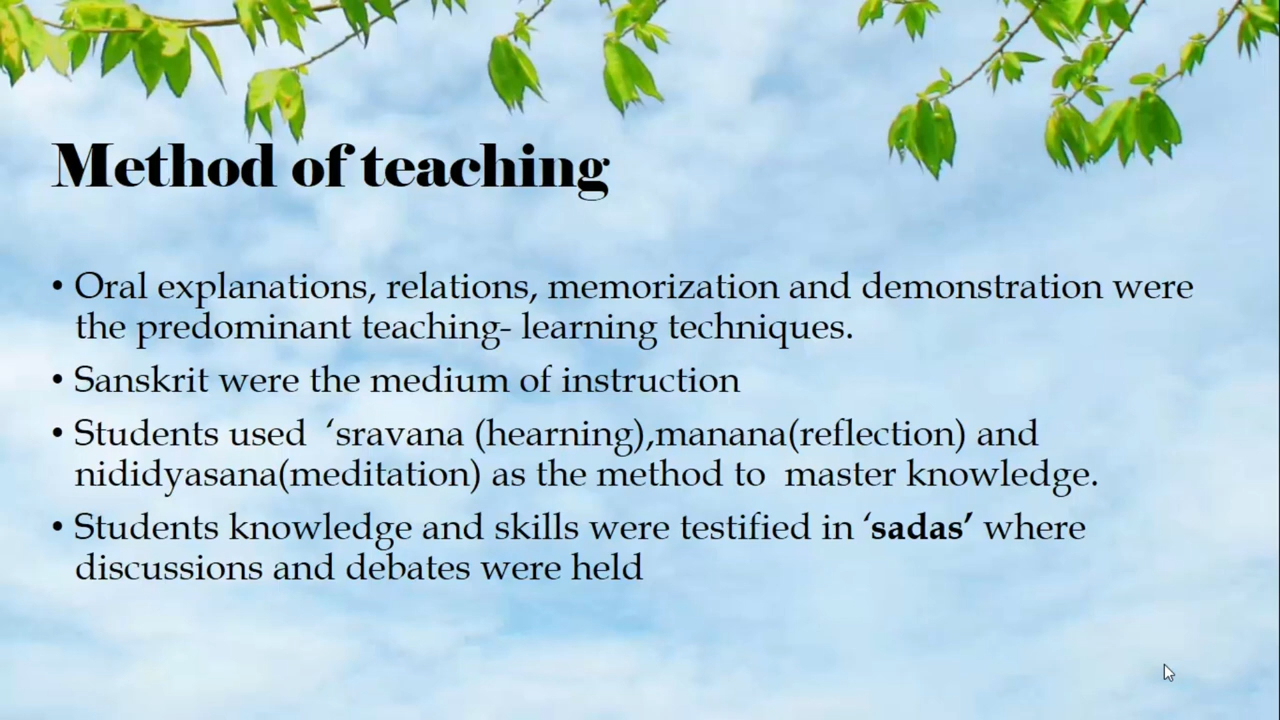 Method of teaching
• Oral explanations, relations, memorization and demonstration were
the predominant teaching- learning techniques.
• Sanskrit were the medium of instruction
• Students used  ‘sravana (hearning),manana(reflection) and
nididyasana(meditation) as the method to  master knowledge.
• Students knowledge and skills were testified in ‘sadas’ where
discussions and debates were held